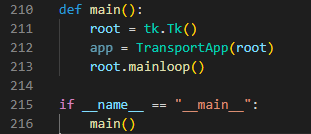 210 def main():
211     root = tk.Tk()
212     app = TransportApp(root)
213     root.mainloop()
214
215 if __name__ == "__main__":
216     main()